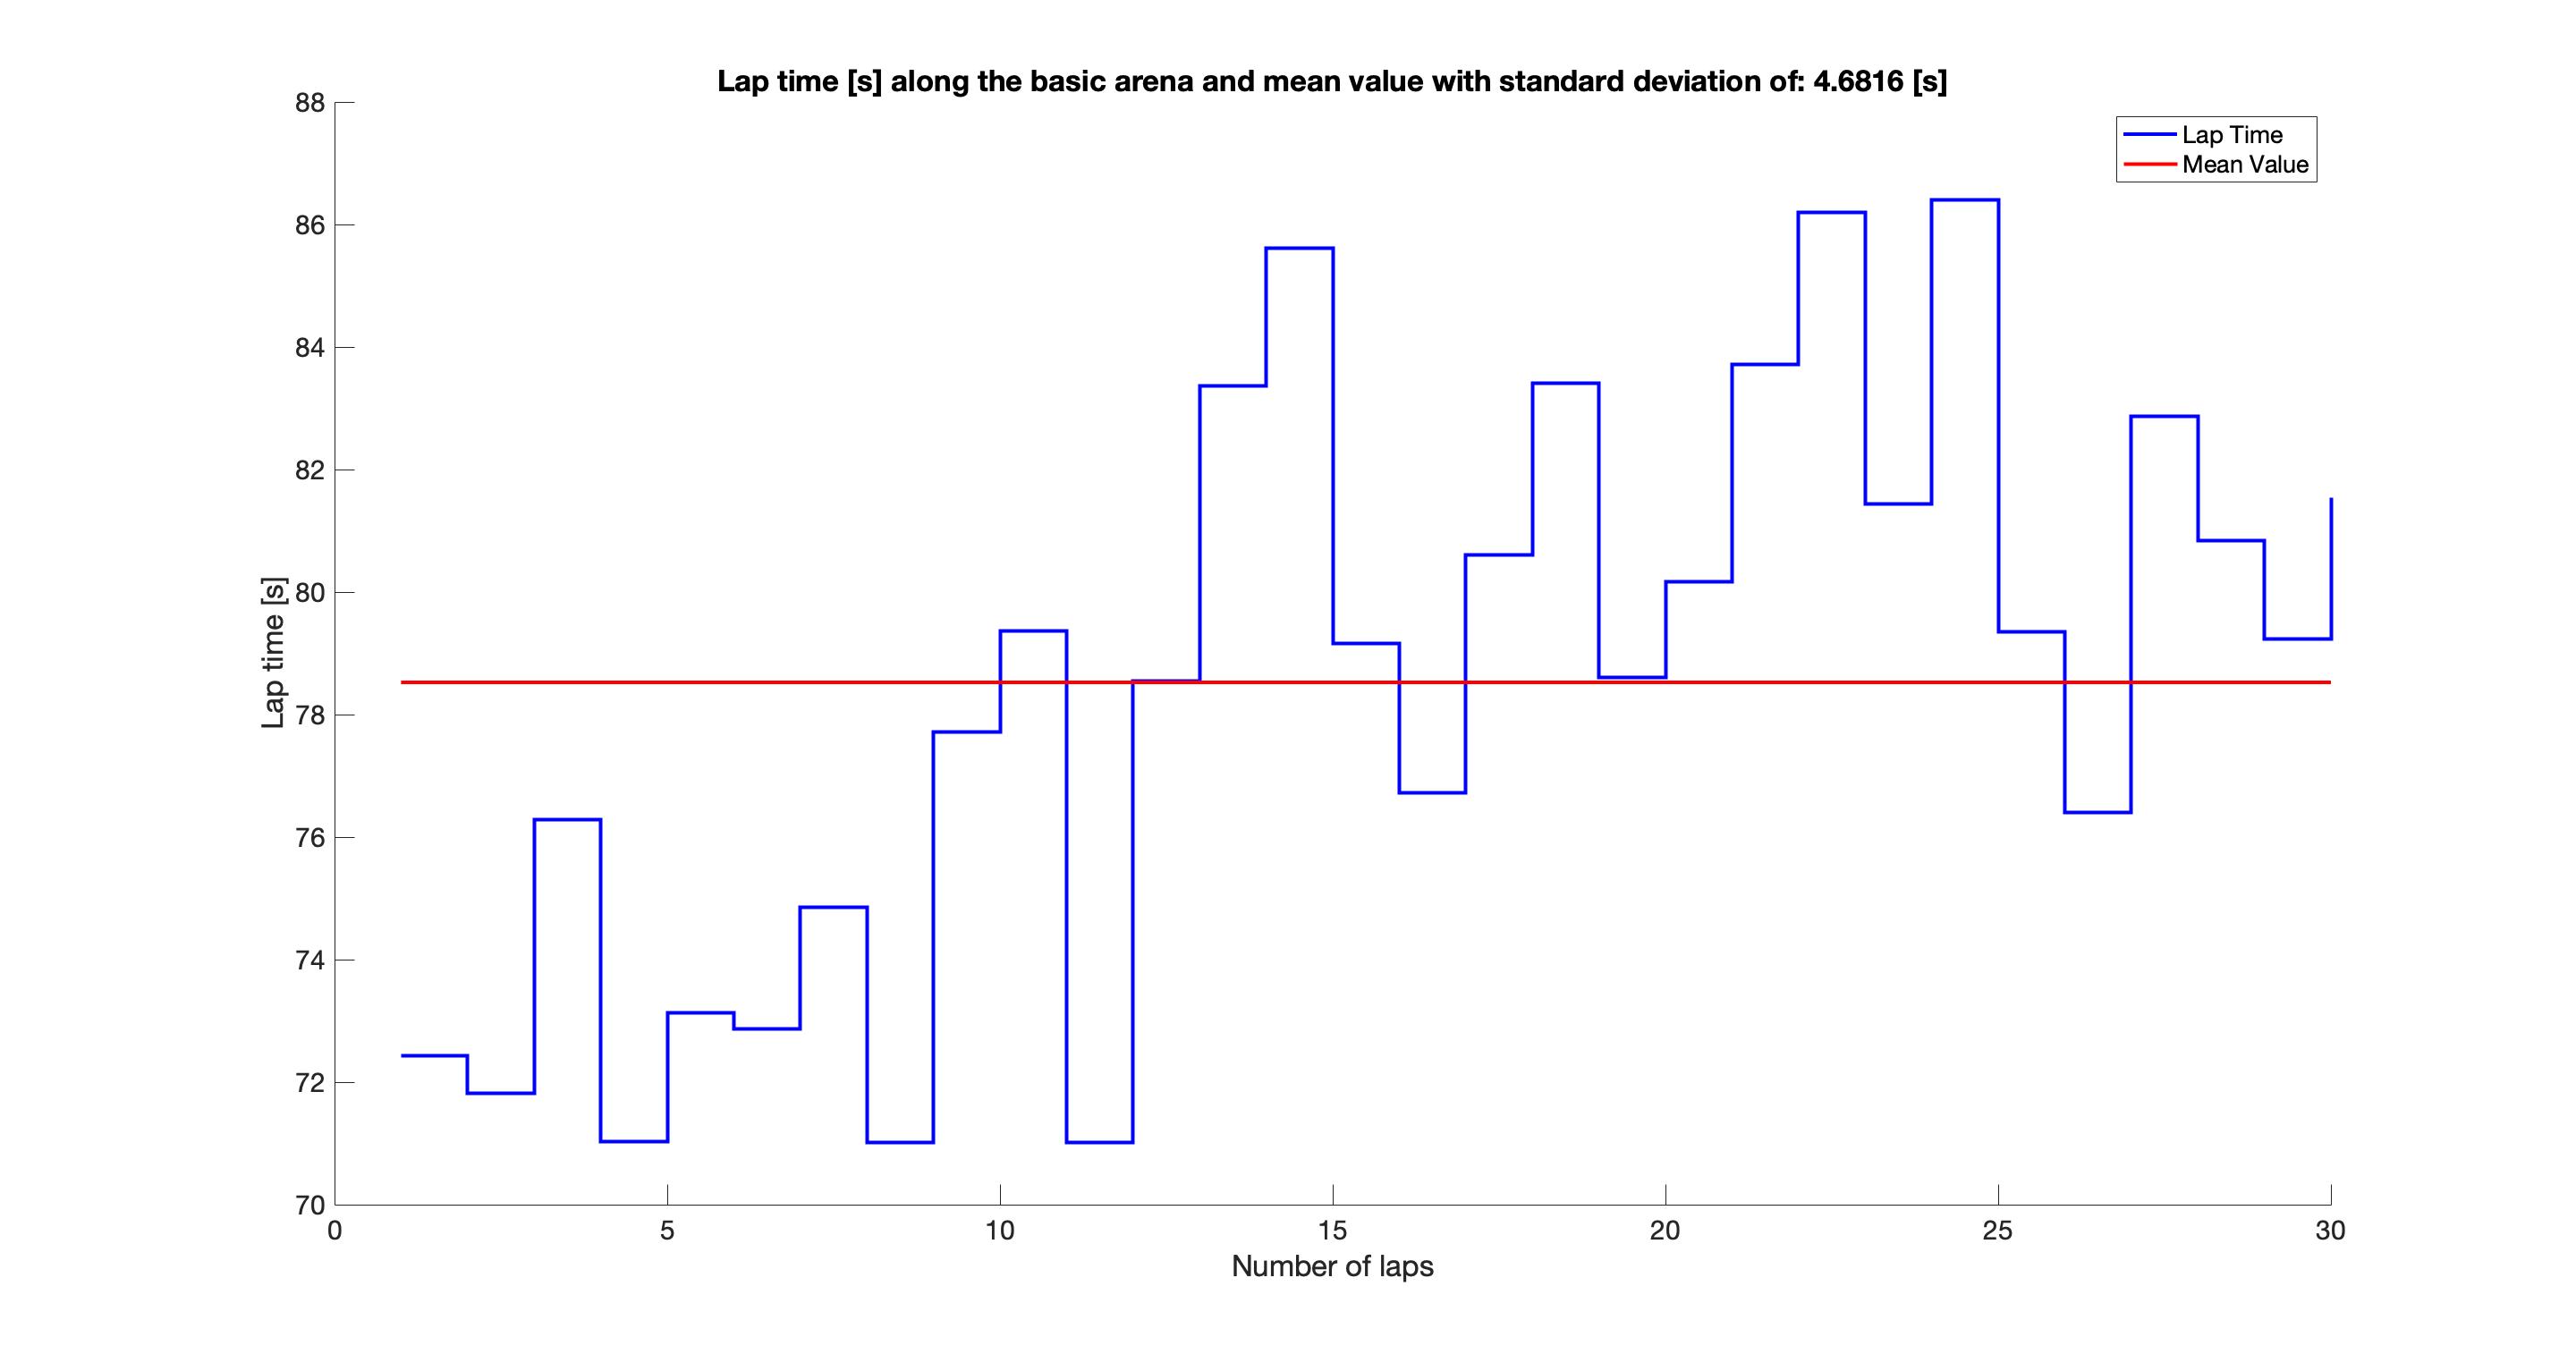 Lap time [s] along the basic arena and mean value with standard deviation of: 4.6816 [s]
88
86
84
82
80
78
76
74
72
70
Lap time [s]
Lap Time
Mean Value
0 5 10 15 20 25 30
Number of laps